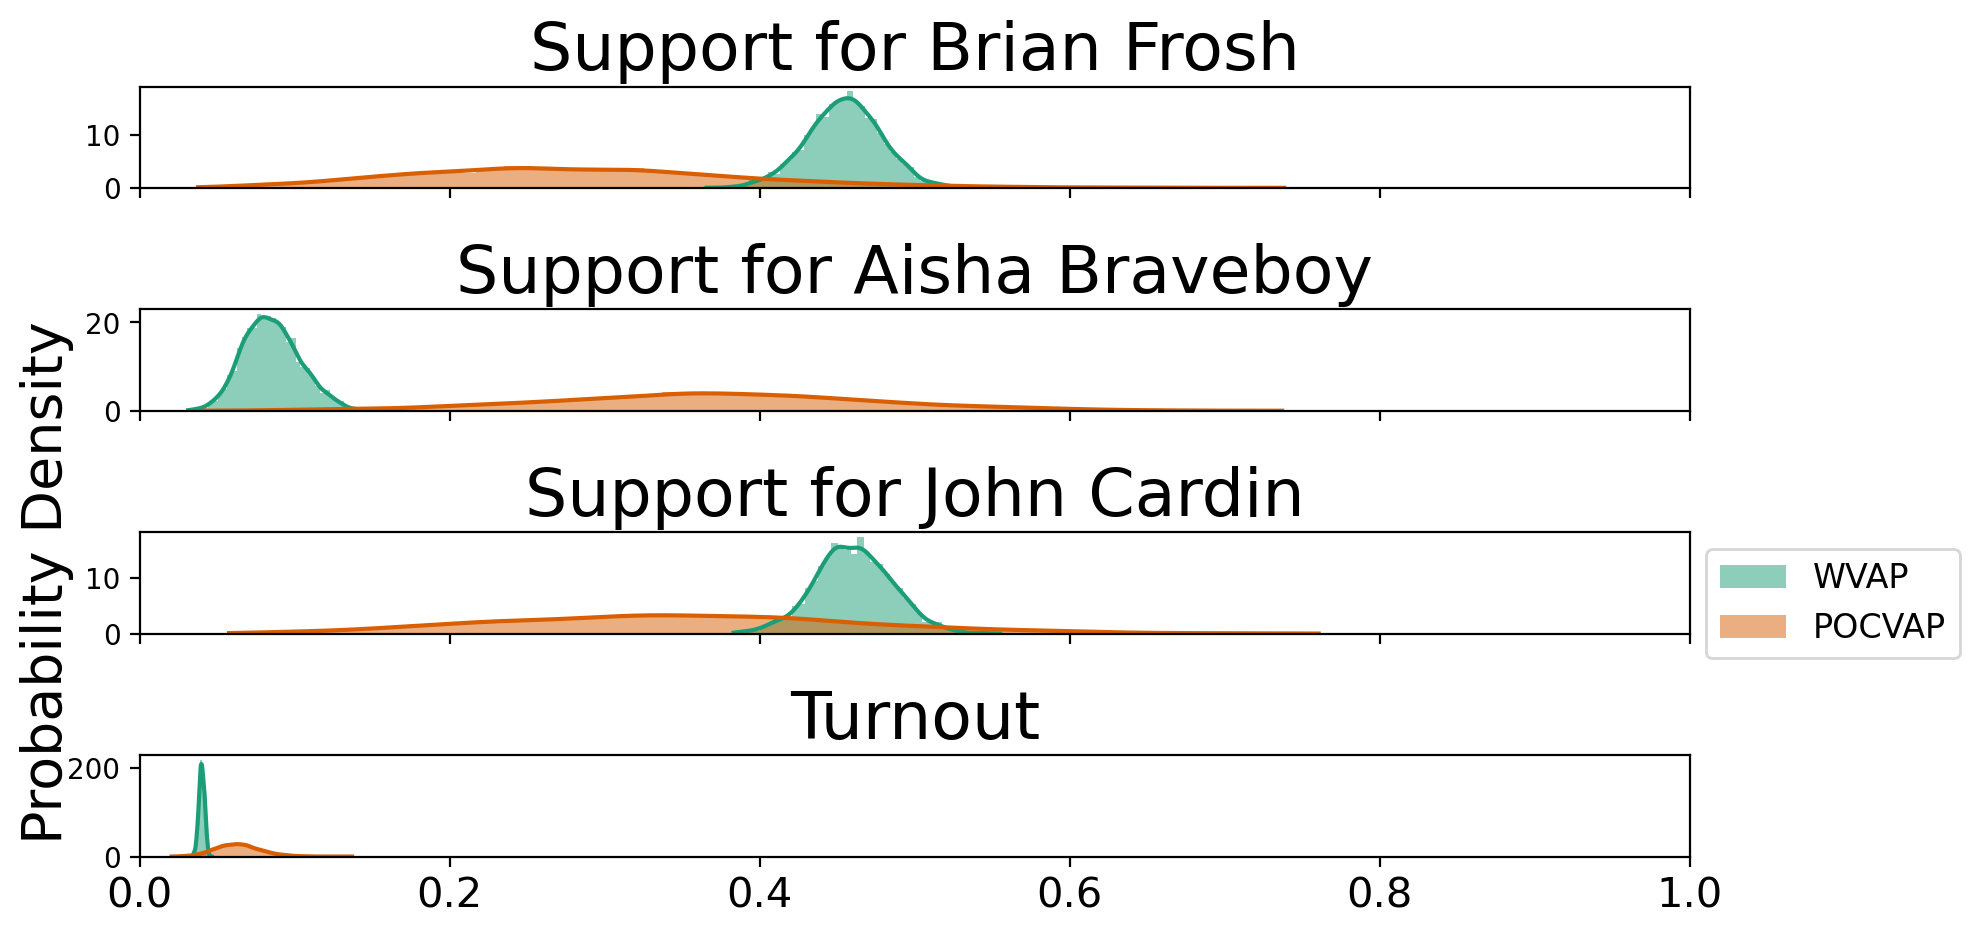 Support for Brian Frosh
10
0
Support for Aisha Braveboy
20
0
Support for John Cardin
10
0
Turnout
200
0
0.0 0.2 0.4 0.6 0.8 1.0
Probability Density
WVAP
POCVAP